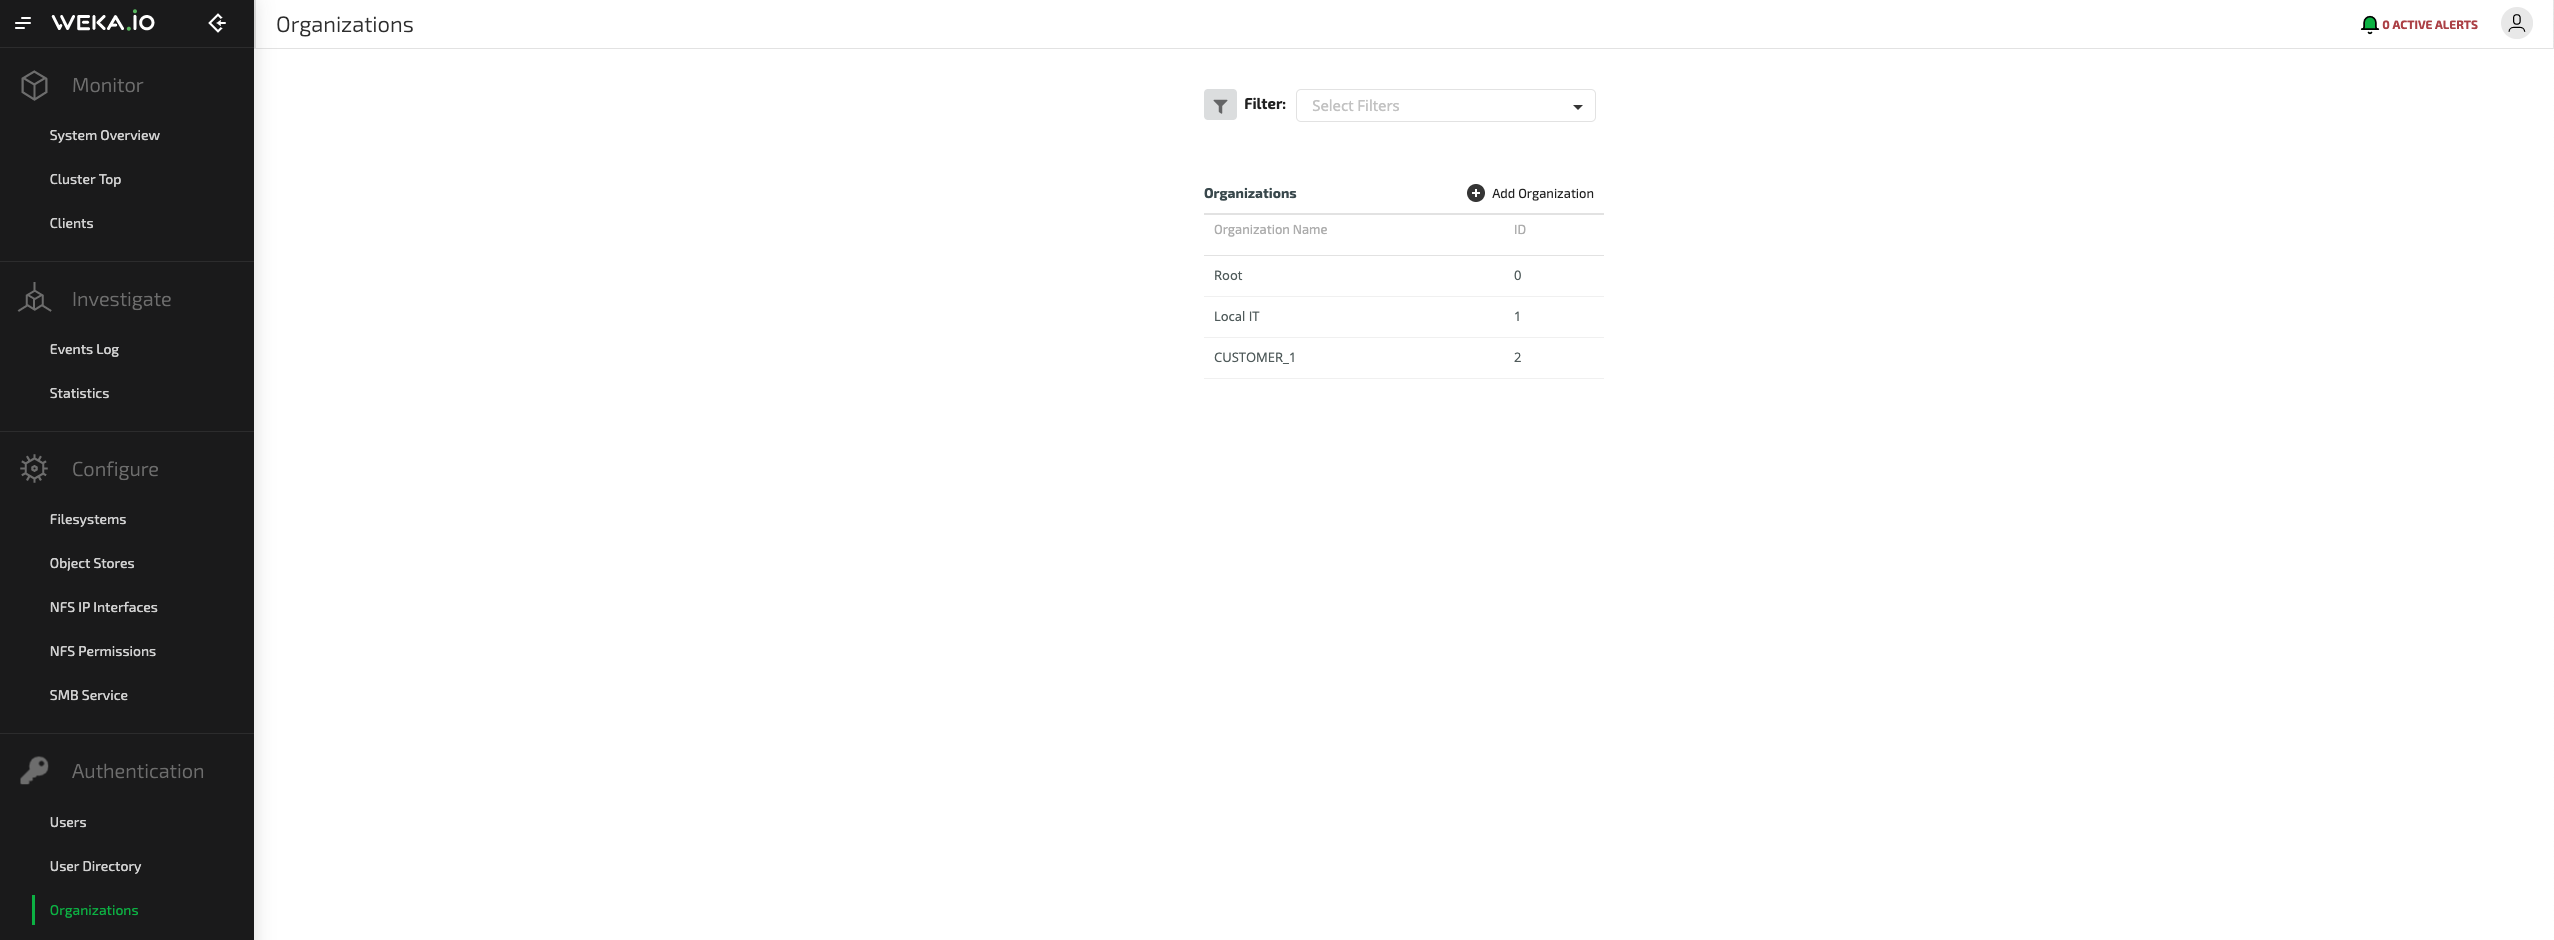 WEKA.iO
Organizations
0 ACTIVE ALERTS
Monitor
System Overview
Cluster Top
Clients
Investigate
Events Log
Statistics
Configure
Filesystems
Object Stores
NFS IP Interfaces
NFS Permissions
SMB Service
Authentication
Users
User Directory
Organizations
Filter: Select Filters
Organizations Add Organization
Organization Name ID
Root 0
Local IT 1
CUSTOMER_1 2